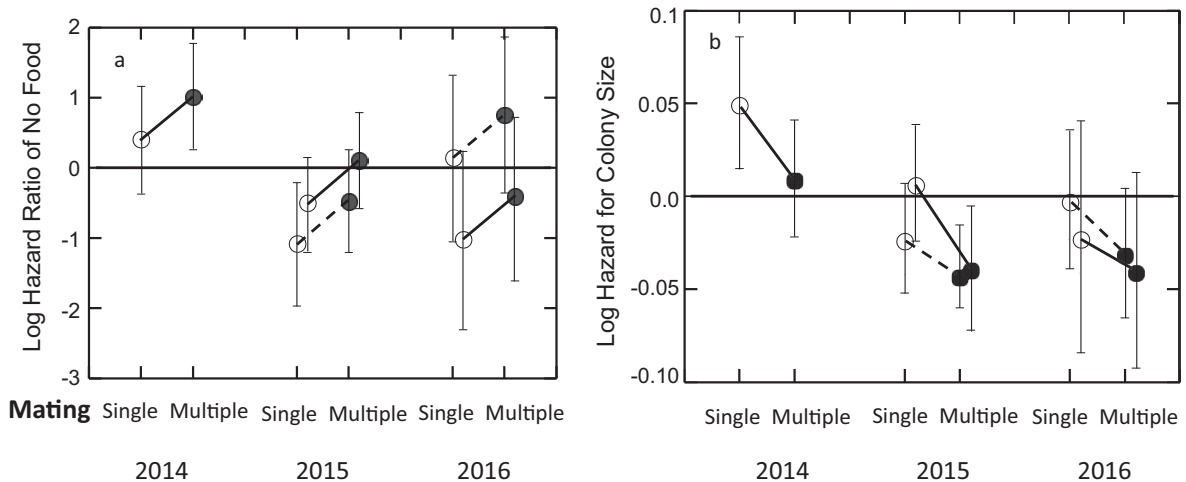 Log Hazard Ratio of No Food
a
2
1
0
-1
-2
-3
Mating Single Multiple Single Multiple Single Multiple
2014 2015 2016
Log Hazard for Colony Size
b
0.1
0.05
0.0
-0.05
-0.10
Single Multiple Single Multiple Single Multiple
2014 2015 2016